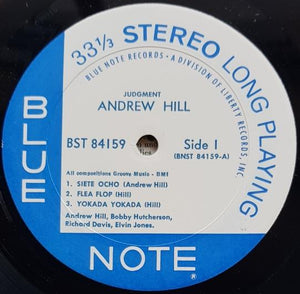 33⅓ STEREO LONG PLAYING
BLUE NOTE RECORDS • A DIVISION OF LIBERTY RECORDS, INC.
JUDGMENT
ANDREW HILL
BST 84159
Side 1
(BNST 84159-A)
All compositions Groove Music - BMI
1. SIETE OCHO (Andrew Hill)
2. FLEA FLOP (Hill)
3. YOKADA YOKADA (Hill)
Andrew Hill, Bobby Hutcherson,
Richard Davis, Elvin Jones.
BLUE
NOTE
®